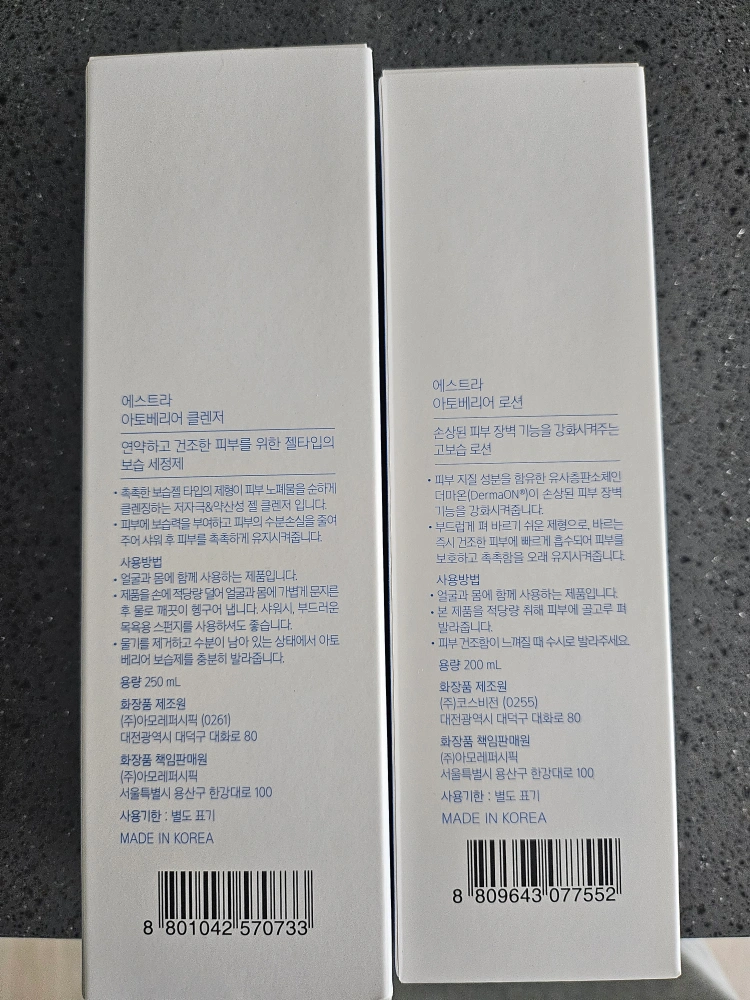 에스트라
아토베리어 클렌저
연약하고 건조한 피부를 위한 젤타입의
보습 세정제
• 촉촉한 보습젤 타입의 제형이 피부 노폐물을 순하게
클렌징하는 저자극&약산성 젤 클렌저 입니다.
• 피부에 보습력을 부여하고 피부의 수분손실을 줄여
주어 샤워 후 피부를 촉촉하게 유지시켜줍니다.
사용방법
• 얼굴과 몸에 함께 사용하는 제품입니다.
• 제품을 손에 적당량 덜어 얼굴과 몸에 가볍게 문지른
후 물로 깨끗이 헹구어 냅니다. 샤워시, 부드러운
목욕용 스펀지를 사용하셔도 좋습니다.
• 물기를 제거하고 수분이 남아 있는 상태에서 아토
베리어 보습제를 충분히 발라줍니다.
용량 250 mL
화장품 제조원
(주)아모레퍼시픽 (0261)
대전광역시 대덕구 대화로 80
화장품 책임판매원
(주)아모레퍼시픽
서울특별시 용산구 한강대로 100
사용기한 : 별도 표기
MADE IN KOREA
8 801042 570733
에스트라
아토베리어 로션
손상된 피부 장벽 기능을 강화시켜주는
고보습 로션
• 피부 지질 성분을 함유한 유사층판소체인
더마온(DermaON®)이 손상된 피부 장벽
기능을 강화시켜줍니다.
• 부드럽게 펴 바르기 쉬운 제형으로, 바르는
즉시 건조한 피부에 빠르게 흡수되어 피부를
보호하고 촉촉함을 오래 유지시켜줍니다.
사용방법
• 얼굴과 몸에 함께 사용하는 제품입니다.
• 본 제품을 적당량 취해 피부에 골고루 펴
발라줍니다.
• 피부 건조함이 느껴질 때 수시로 발라주세요.
용량 200 mL
화장품 제조원
(주)코스비전 (0255)
대전광역시 대덕구 대화로 80
화장품 책임판매원
(주)아모레퍼시픽
서울특별시 용산구 한강대로 100
사용기한 : 별도 표기
MADE IN KOREA
8 809643 077552